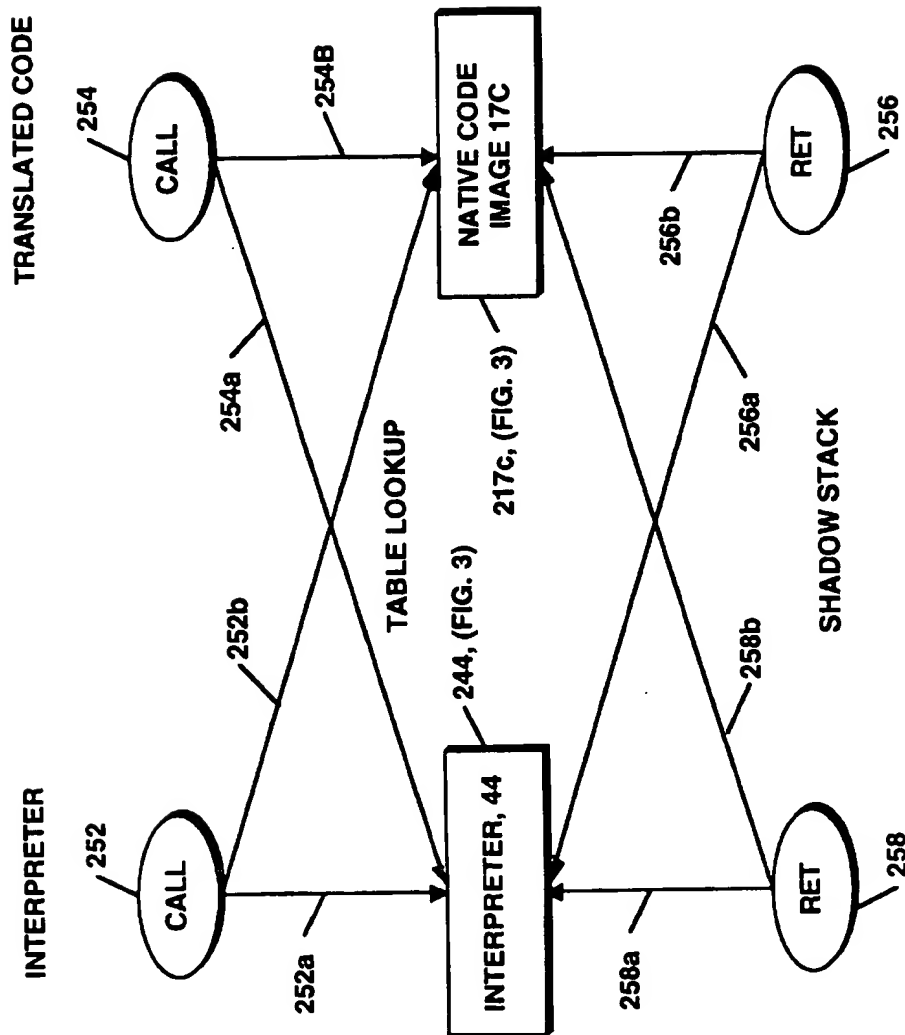 INTERPRETER
TRANSLATED CODE
252
CALL
254
CALL
252a
252b
254a
254B
TABLE LOOKUP
244, (FIG. 3)
INTERPRETER, 44
NATIVE CODE
IMAGE 17C
217c, (FIG. 3)
258a
258b
256a
256b
SHADOW STACK
RET
258
RET
256